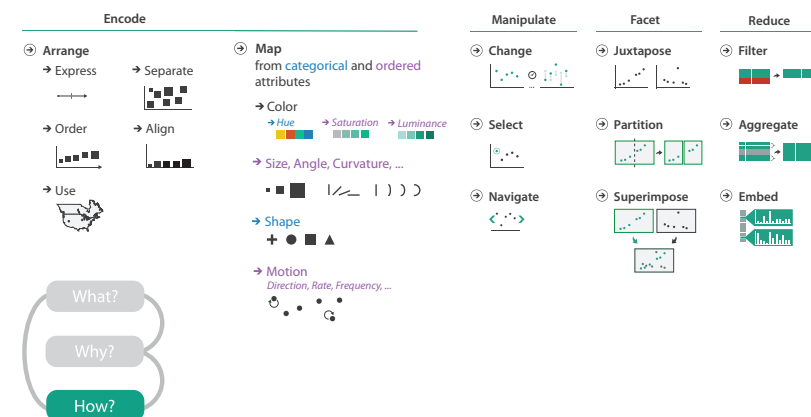 Encode
Manipulate
Facet
Reduce
Arrange
Express
Separate
Order
Align
Use
Map
from categorical and ordered
attributes
Color
Hue
Saturation
Luminance
Size, Angle, Curvature, ...
Shape
Motion
Direction, Rate, Frequency, ...
Change
...
Select
Navigate
Juxtapose
Partition
Superimpose
Filter
Aggregate
Embed
What?
Why?
How?